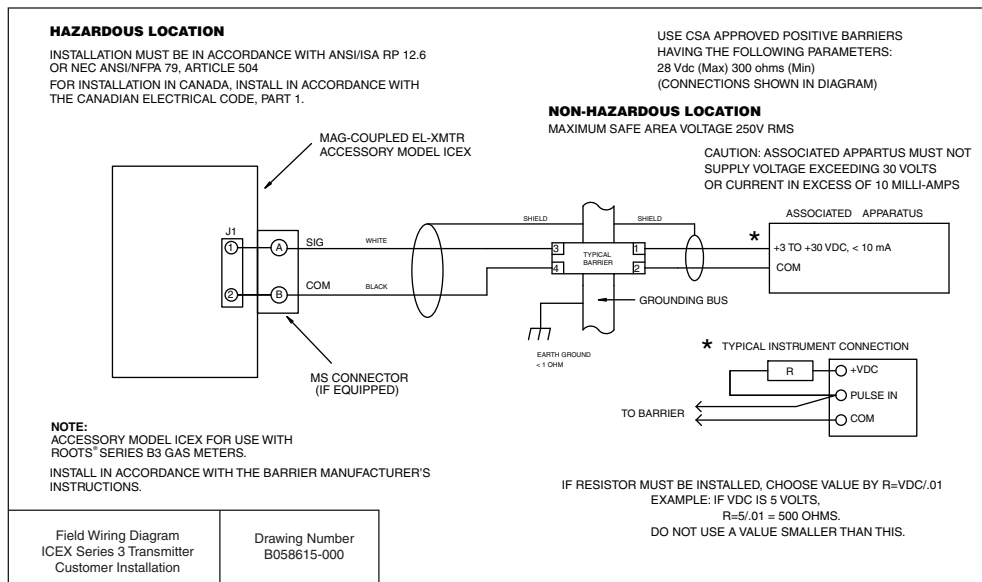 HAZARDOUS LOCATION
INSTALLATION MUST BE IN ACCORDANCE WITH ANSI/ISA RP 12.6
OR NEC ANSI/NFPA 79, ARTICLE 504
FOR INSTALLATION IN CANADA, INSTALL IN ACCORDANCE WITH
THE CANADIAN ELECTRICAL CODE, PART 1.
USE CSA APPROVED POSITIVE BARRIERS
HAVING THE FOLLOWING PARAMETERS:
28 Vdc (Max) 300 ohms (Min)
(CONNECTIONS SHOWN IN DIAGRAM)
NON-HAZARDOUS LOCATION
MAXIMUM SAFE AREA VOLTAGE 250V RMS
CAUTION: ASSOCIATED APPARTUS MUST NOT
SUPPLY VOLTAGE EXCEEDING 30 VOLTS
OR CURRENT IN EXCESS OF 10 MILLI-AMPS
MAG-COUPLED EL-XMTR
ACCESSORY MODEL ICEX
J1
1
2
A
B
SIG
WHITE
COM
BLACK
SHIELD
SHIELD
3
4
TYPICAL
BARRIER
1
2
ASSOCIATED APPARATUS
*
+3 TO +30 VDC, < 10 mA
COM
GROUNDING BUS
EARTH GROUND
< 1 OHM
MS CONNECTOR
(IF EQUIPPED)
* TYPICAL INSTRUMENT CONNECTION
R
+VDC
PULSE IN
COM
TO BARRIER
NOTE:
ACCESSORY MODEL ICEX FOR USE WITH
ROOTS® SERIES B3 GAS METERS.
INSTALL IN ACCORDANCE WITH THE BARRIER MANUFACTURER'S
INSTRUCTIONS.
IF RESISTOR MUST BE INSTALLED, CHOOSE VALUE BY R=VDC/.01
EXAMPLE: IF VDC IS 5 VOLTS,
R=5/.01 = 500 OHMS.
DO NOT USE A VALUE SMALLER THAN THIS.
Field Wiring Diagram
ICEX Series 3 Transmitter
Customer Installation
Drawing Number
B058615-000